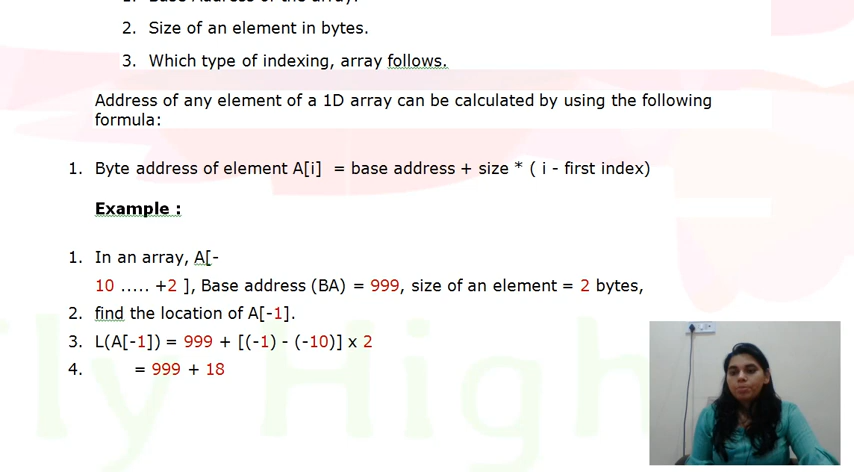 2. Size of an element in bytes.
3. Which type of indexing, array follows.
Address of any element of a 1D array can be calculated by using the following
formula:
1. Byte address of element A[i] = base address + size * ( i - first index)
Example :
1. In an array, A[-
10 ..... +2 ], Base address (BA) = 999, size of an element = 2 bytes,
2. find the location of A[-1].
3. L(A[-1]) = 999 + [(-1) - (-10)] x 2
4. = 999 + 18
ly High